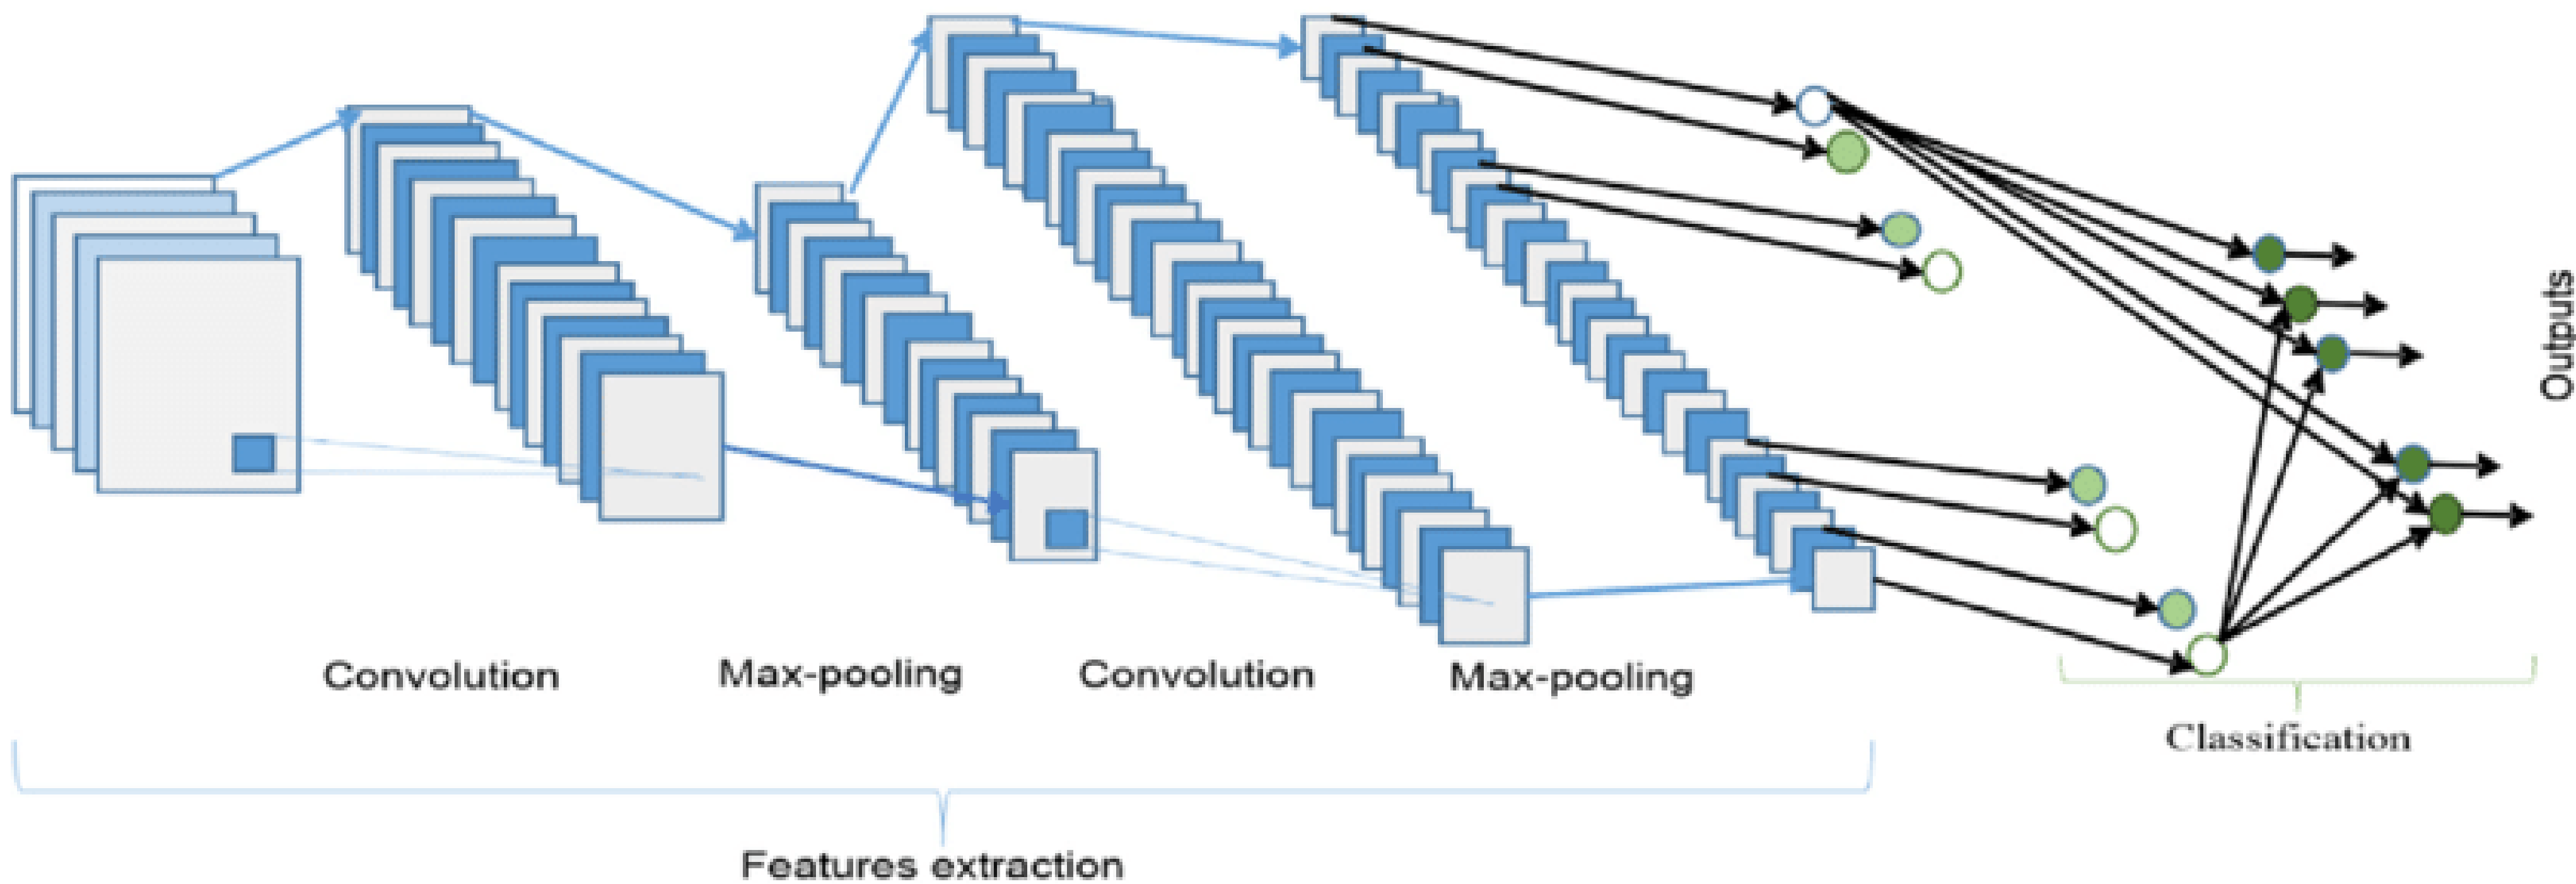 Outputs
Convolution
Max-pooling
Convolution
Max-pooling
Classification
Features extraction